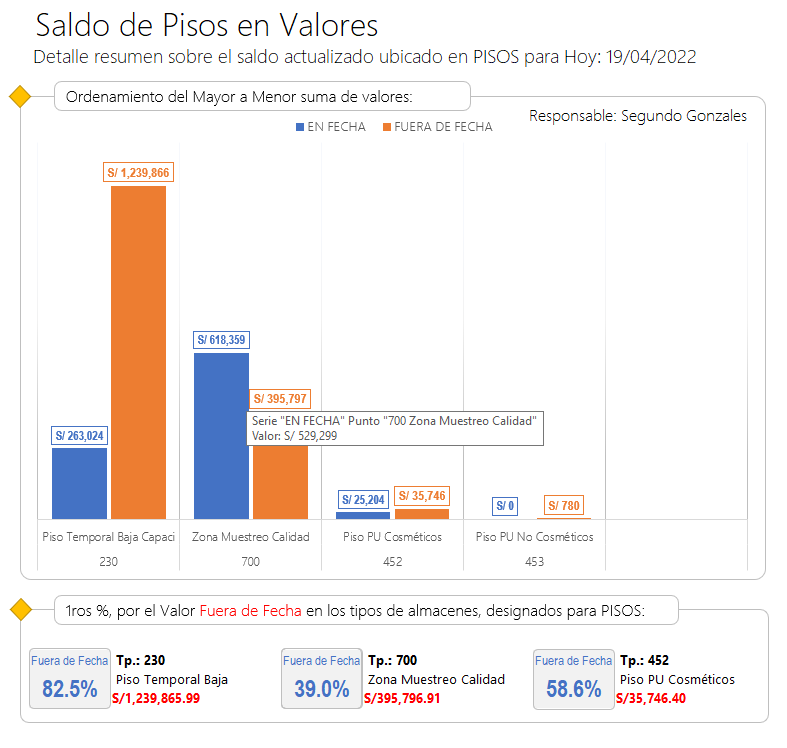 Saldo de Pisos en Valores
Detalle resumen sobre el saldo actualizado ubicado en PISOS para Hoy: 19/04/2022
Ordenamiento del Mayor a Menor suma de valores:
Responsable: Segundo Gonzales
EN FECHA FUERA DE FECHA
S/ 1,239,866
S/ 618,359
S/ 395,797
Serie "EN FECHA" Punto "700 Zona Muestreo Calidad"
Valor: S/ 529,299
S/ 263,024
S/ 25,204 S/ 35,746
S/ 0 S/ 780
Piso Temporal Baja Capaci Zona Muestreo Calidad Piso PU Cosméticos Piso PU No Cosméticos
230 700 452 453
1ros %, por el Valor Fuera de Fecha en los tipos de almacenes, designados para PISOS:
Fuera de Fecha Tp.: 230
82.5% Piso Temporal Baja
S/1,239,865.99
Fuera de Fecha Tp.: 700
39.0% Zona Muestreo Calidad
S/395,796.91
Fuera de Fecha Tp.: 452
58.6% Piso PU Cosméticos
S/35,746.40